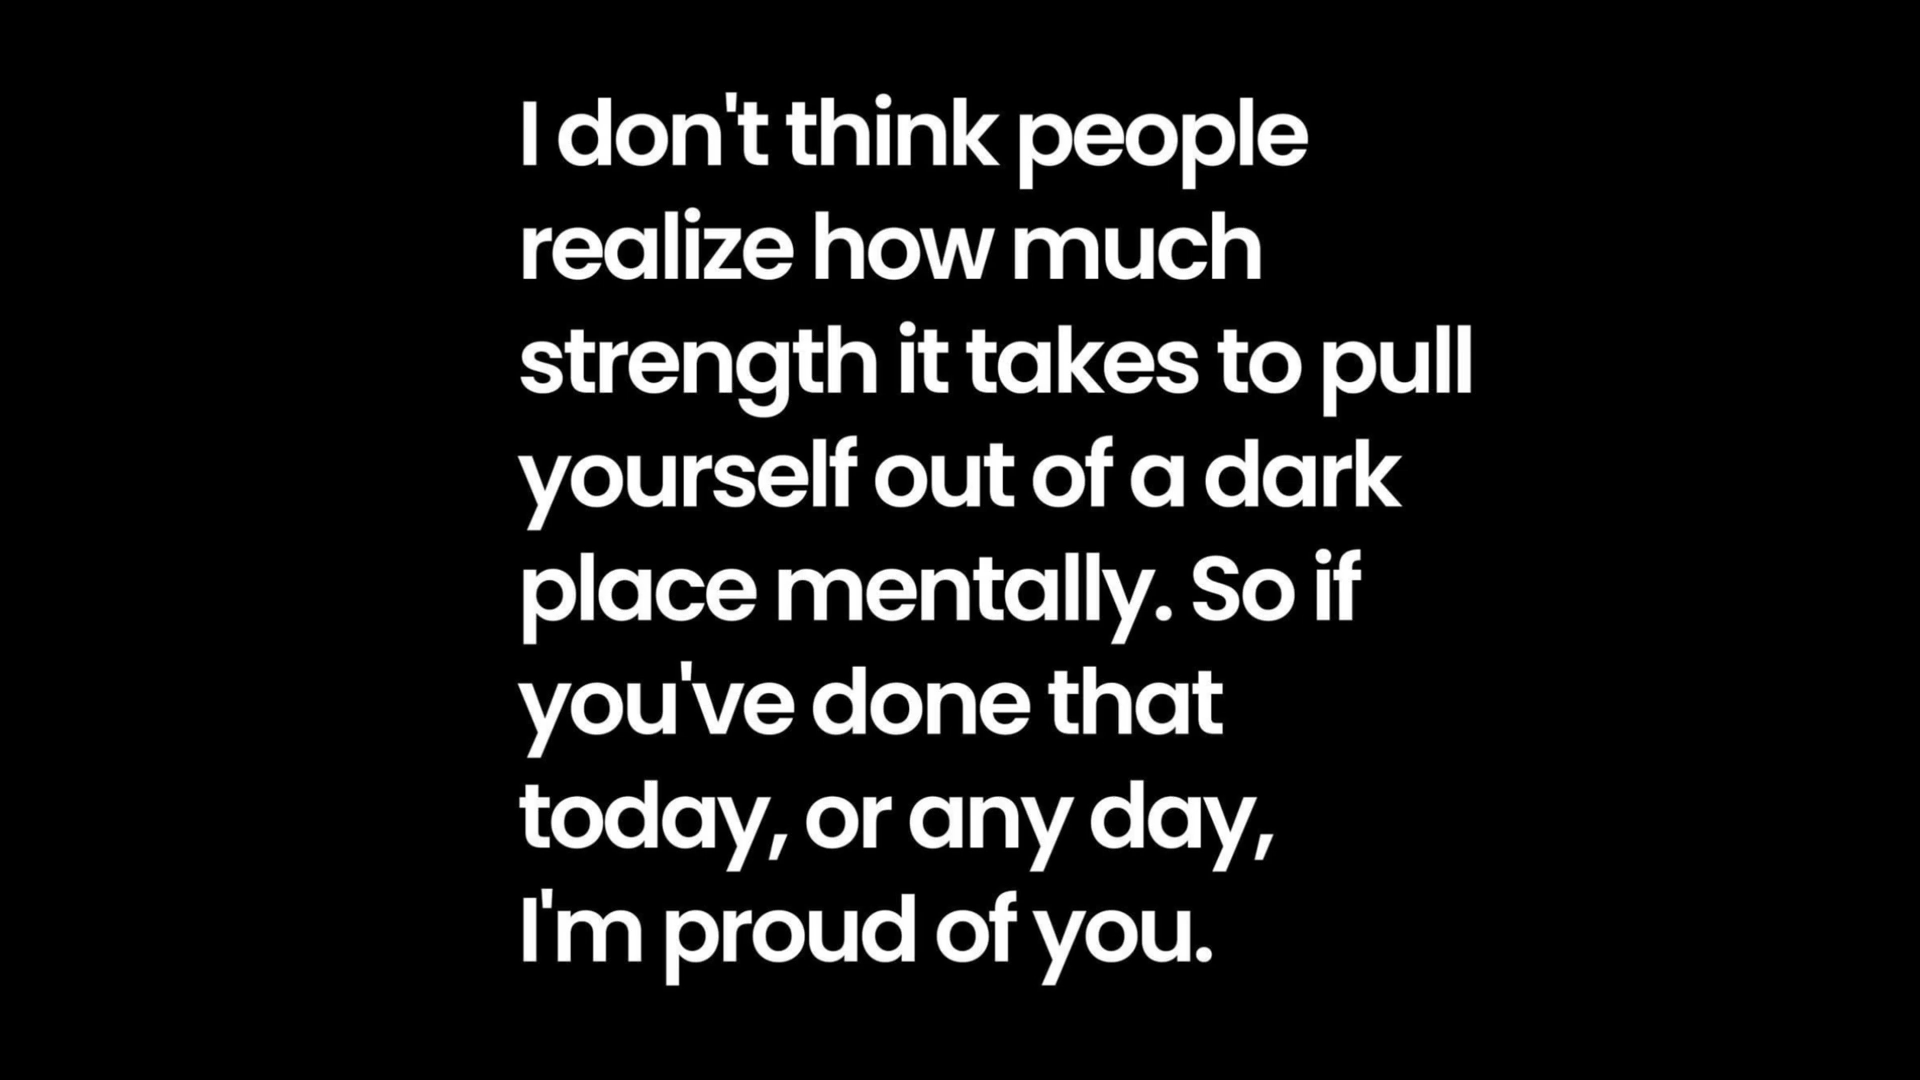 I don't think people
realize how much
strength it takes to pull
yourself out of a dark
place mentally. So if
you've done that
today, or any day,
I'm proud of you.